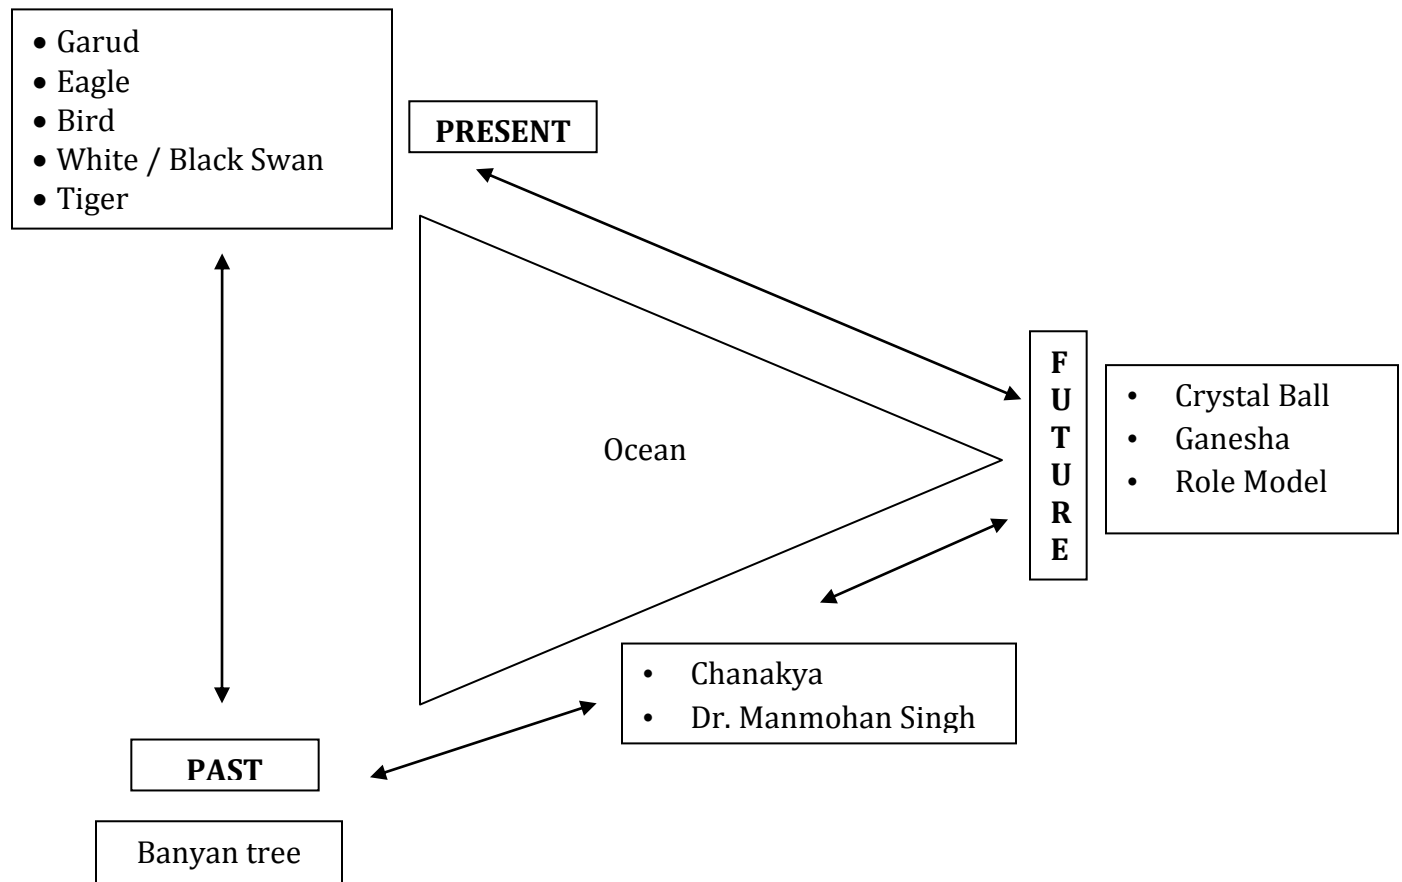 • Garud
• Eagle
• Bird
• White / Black Swan
• Tiger
PRESENT
Ocean
F
U
T
U
R
E
• Crystal Ball
• Ganesha
• Role Model
• Chanakya
• Dr. Manmohan Singh
PAST
Banyan tree